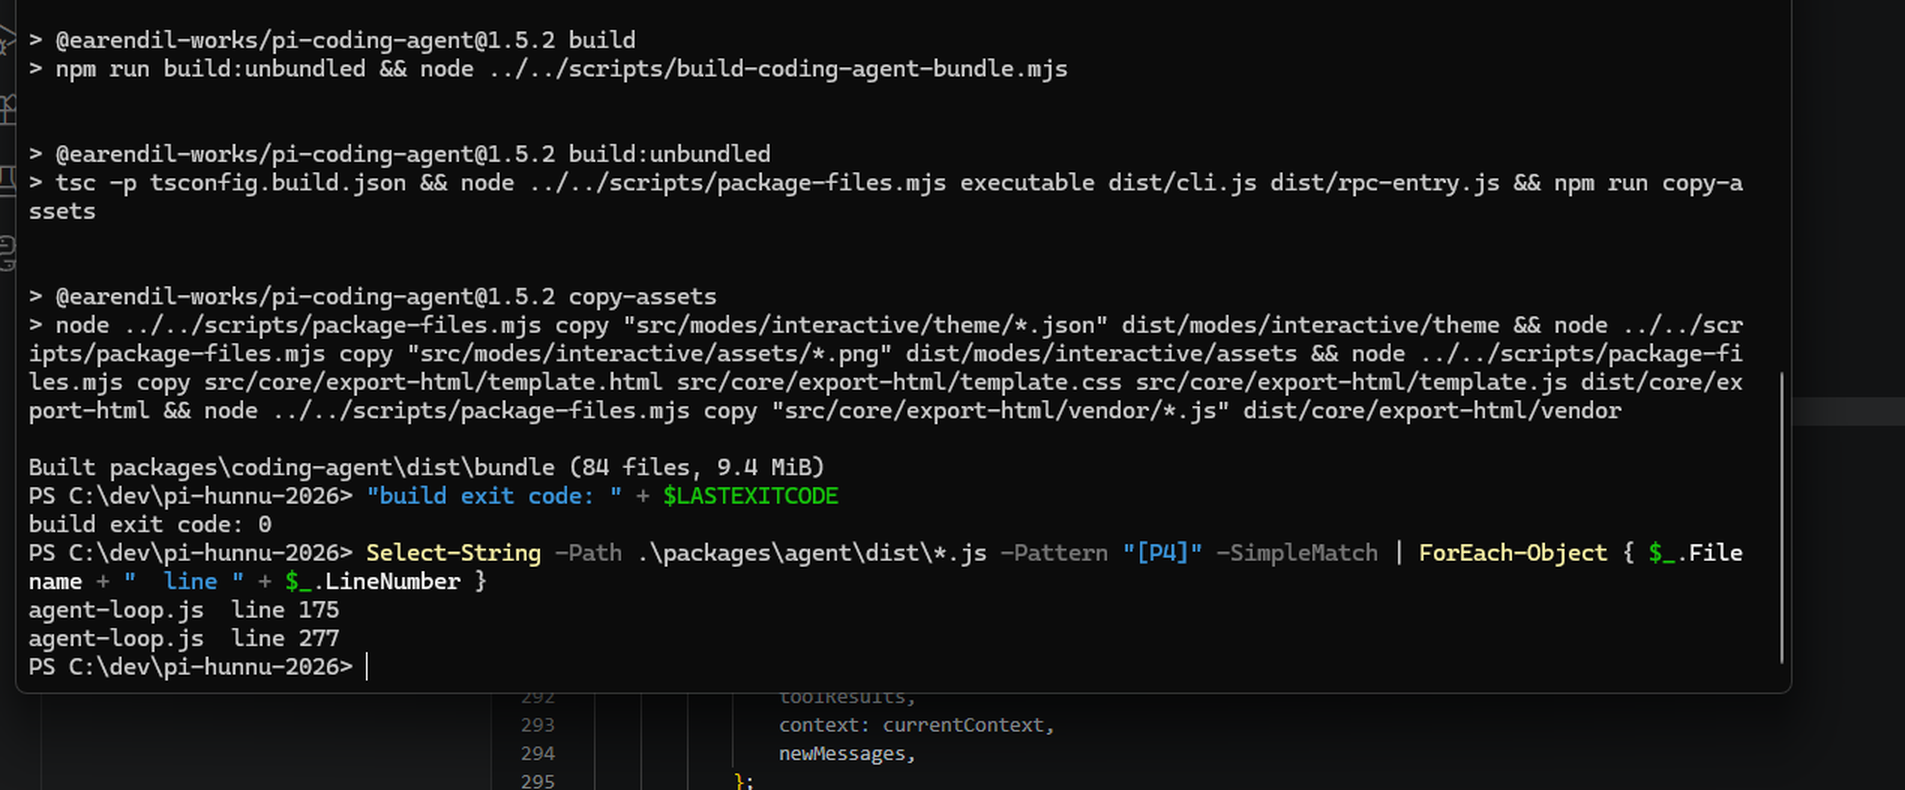 > @earendil-works/pi-coding-agent@1.5.2 build
> npm run build:unbundled && node ../../scripts/build-coding-agent-bundle.mjs
> @earendil-works/pi-coding-agent@1.5.2 build:unbundled
> tsc -p tsconfig.build.json && node ../../scripts/package-files.mjs executable dist/cli.js dist/rpc-entry.js && npm run copy-a
ssets
> @earendil-works/pi-coding-agent@1.5.2 copy-assets
> node ../../scripts/package-files.mjs copy "src/modes/interactive/theme/*.json" dist/modes/interactive/theme && node ../../scr
ipts/package-files.mjs copy "src/modes/interactive/assets/*.png" dist/modes/interactive/assets && node ../../scripts/package-fi
les.mjs copy src/core/export-html/template.html src/core/export-html/template.css src/core/export-html/template.js dist/core/ex
port-html && node ../../scripts/package-files.mjs copy "src/core/export-html/vendor/*.js" dist/core/export-html/vendor
Built packages\coding-agent\dist\bundle (84 files, 9.4 MiB)
PS C:\dev\pi-hunnu-2026> "build exit code: " + $LASTEXITCODE
build exit code: 0
PS C:\dev\pi-hunnu-2026> Select-String -Path .\packages\agent\dist\*.js -Pattern "[P4]" -SimpleMatch | ForEach-Object { $_.File
name + "  line " + $_.LineNumber }
agent-loop.js  line 175
agent-loop.js  line 277
PS C:\dev\pi-hunnu-2026>
292 toolResults,
293 context: currentContext,
294 newMessages,
295 };